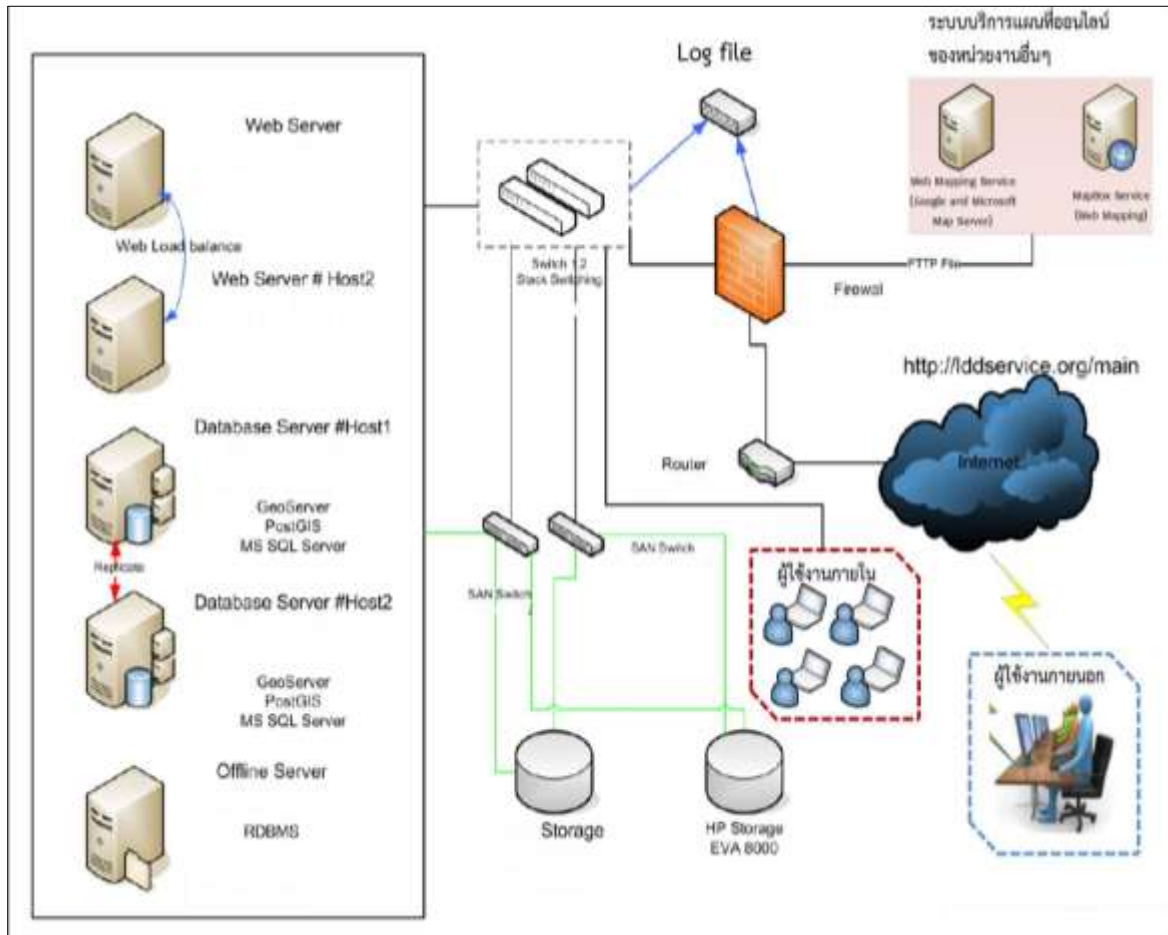 ระบบบริการแผนที่ออนไลน์
ของหน่วยงานอื่นๆ
Log file
Web Server
Web Mapping Service
(Google and Microsoft
Map Server)
MapBox Service
(Web Mapping)
Web Load balance
Web Server # Host2
Switch
Stack Switching
Firewal
http://lddservice.org/main
Database Server #Host1
Router
Internet
GeoServer
PostGIS
MS SQL Server
SAN Switch
Replicate
SAN Switch
ผู้ใช้งานภายใน
Database Server #Host2
ผู้ใช้งานภายนอก
GeoServer
PostGIS
MS SQL Server
Offline Server
RDBMS
Storage
HP Storage
EVA 8000